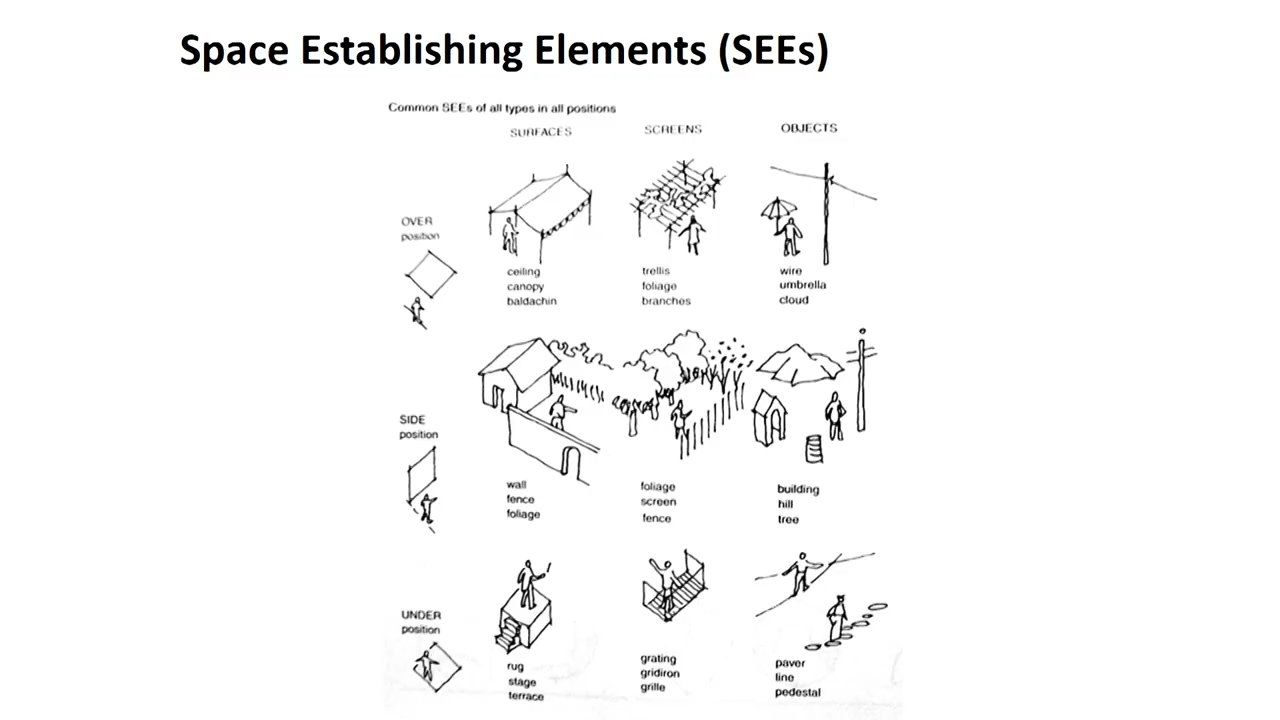 Space Establishing Elements (SEEs)
Common SEEs of all types in all positions
SURFACES
SCREENS
OBJECTS
OVER
position
ceiling
canopy
baldachin
trellis
foliage
branches
wire
umbrella
cloud
SIDE
position
wall
fence
foliage
foliage
screen
fence
building
hill
tree
UNDER
position
rug
stage
terrace
grating
gridiron
grille
paver
line
pedestal